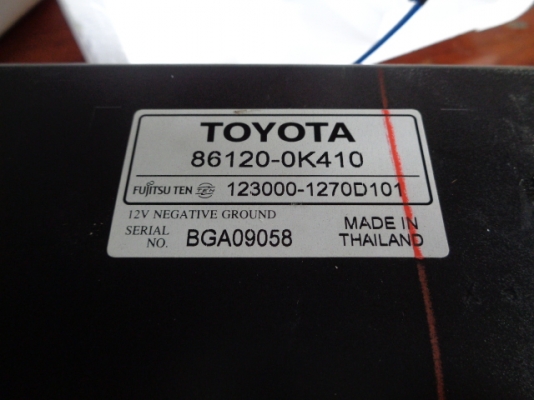 TOYOTA
86120-0K410
FUJITSU TEN 123000-1270D101
12V NEGATIVE GROUND
SERIAL NO. BGA09058
MADE IN THAILAND